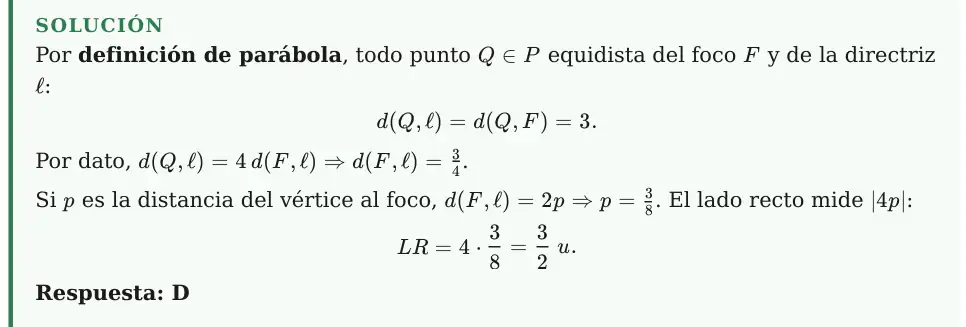 SOLUCIÓN
Por definición de parábola, todo punto Q ∈ P equidista del foco F y de la directriz
ℓ:
d(Q, ℓ) = d(Q, F) = 3.
Por dato, d(Q, ℓ) = 4 d(F, ℓ) ⇒ d(F, ℓ) = 3/4.
Si p es la distancia del vértice al foco, d(F, ℓ) = 2p ⇒ p = 3/8. El lado recto mide |4p|:
LR = 4 · 3/8 = 3/2 u.
Respuesta: D